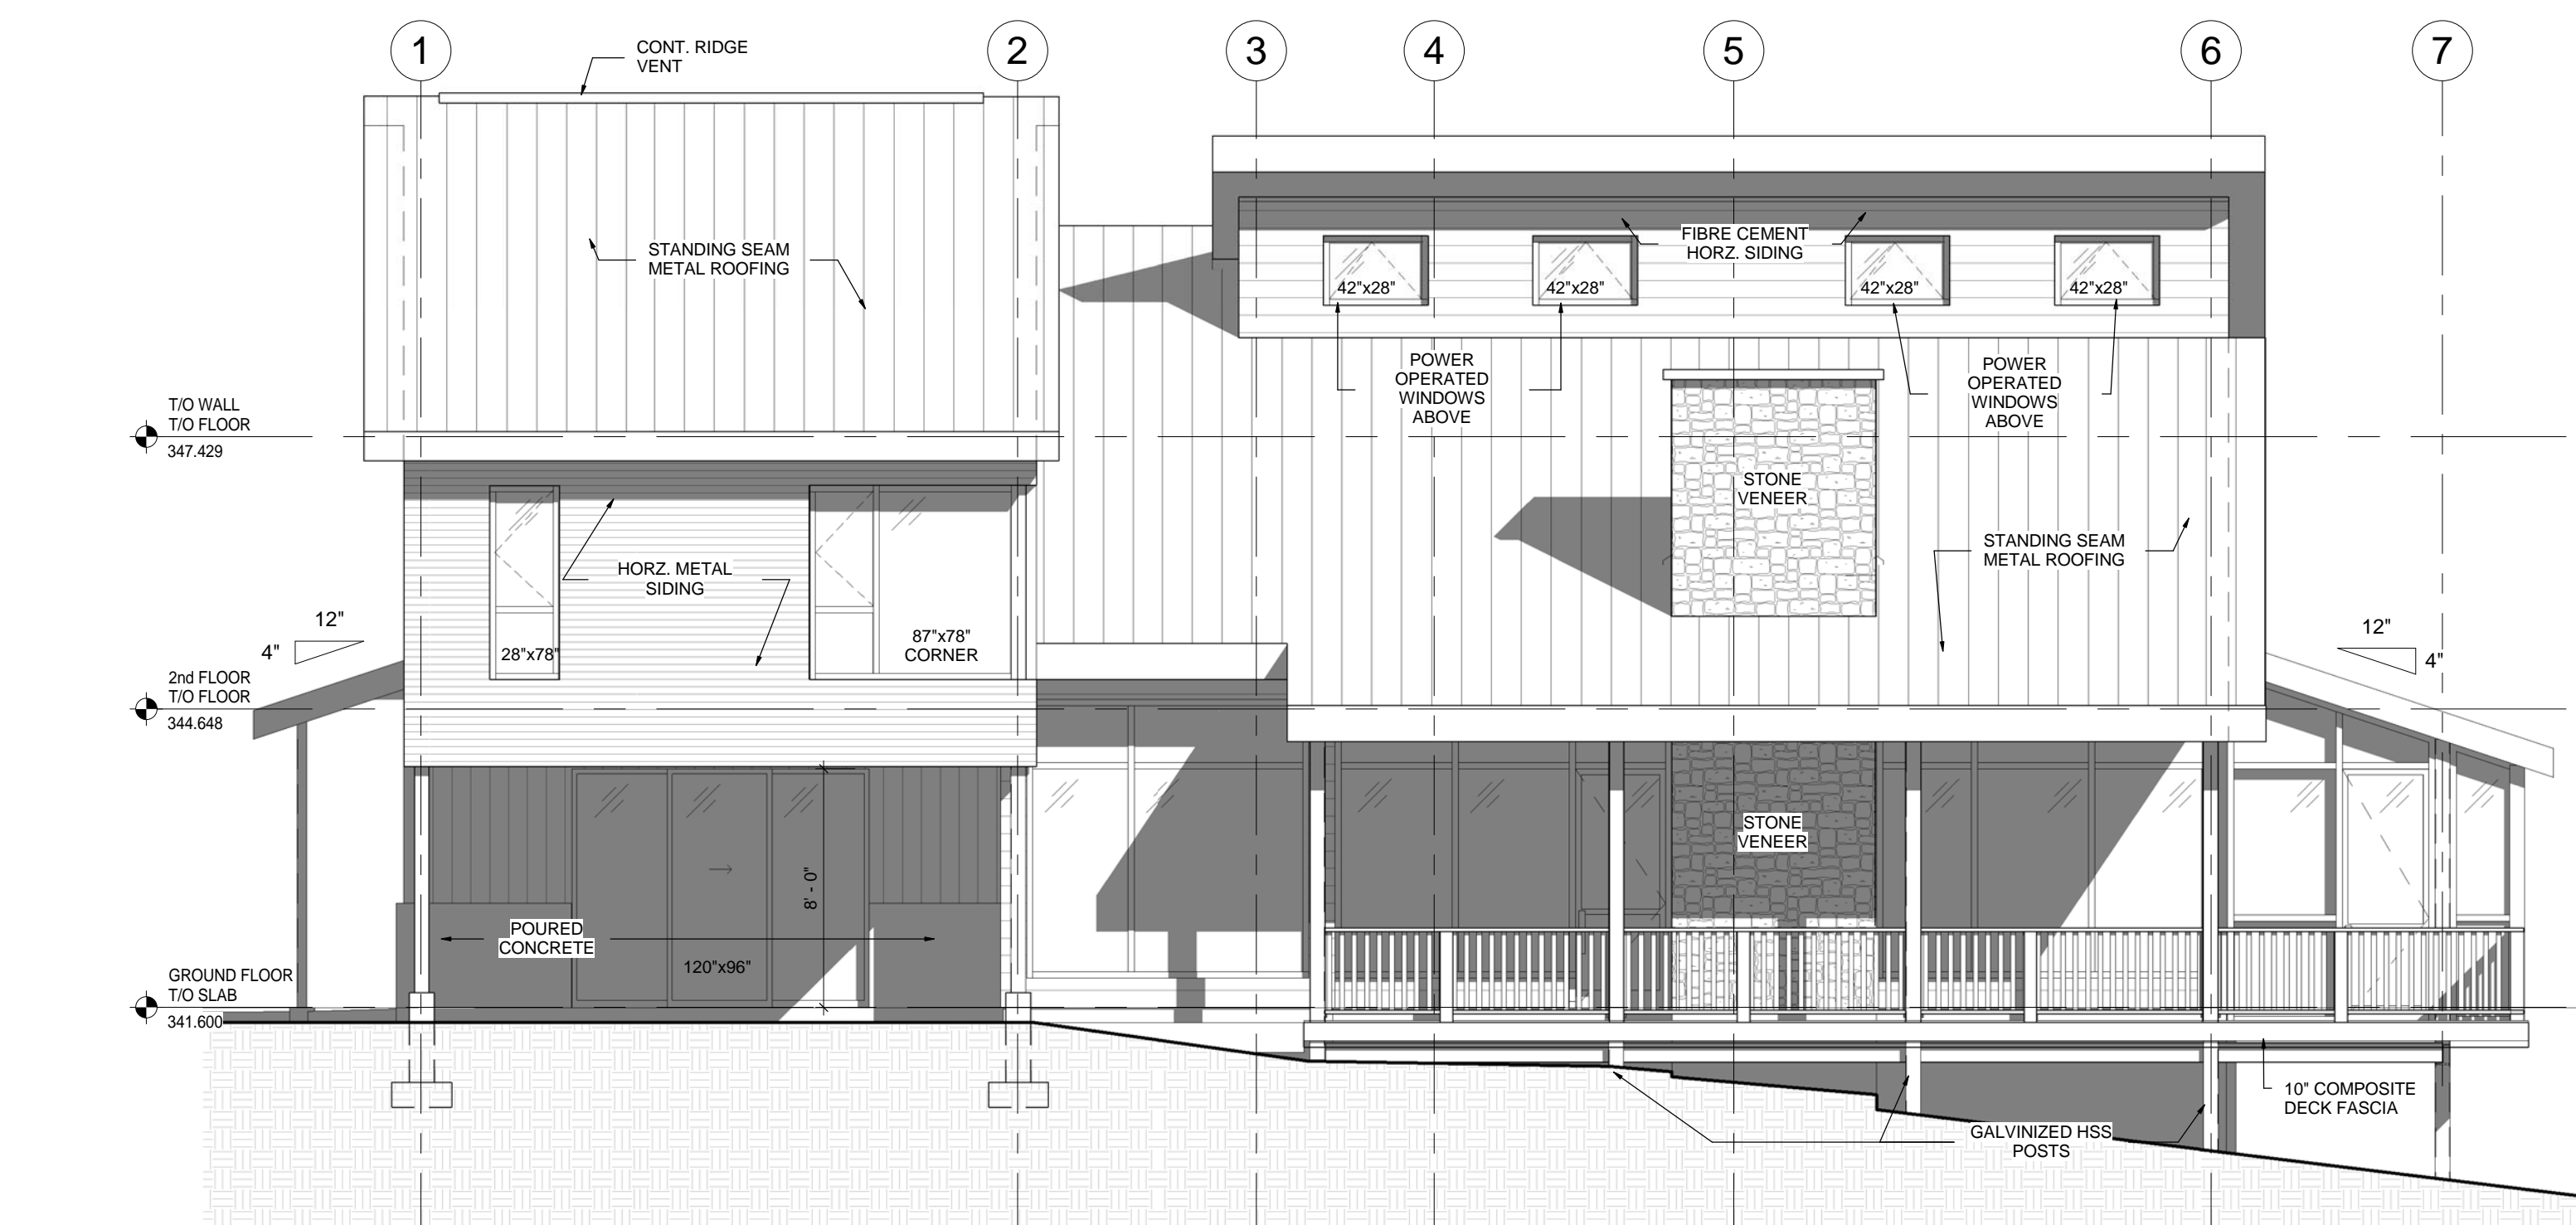 1
2
3
4
5
6
7
CONT. RIDGE
VENT
STANDING SEAM
METAL ROOFING
FIBRE CEMENT
HORZ. SIDING
42"x28"
42"x28"
42"x28"
42"x28"
POWER
OPERATED
WINDOWS
ABOVE
POWER
OPERATED
WINDOWS
ABOVE
T/O WALL
T/O FLOOR
347.429
STONE
VENEER
STANDING SEAM
METAL ROOFING
HORZ. METAL
SIDING
12"
4"
28"x78"
87"x78"
CORNER
12"
4"
2nd FLOOR
T/O FLOOR
344.648
STONE
VENEER
8' - 0"
POURED
CONCRETE
120"x96"
GROUND FLOOR
T/O SLAB
341.600
10" COMPOSITE
DECK FASCIA
GALVINIZED HSS
POSTS